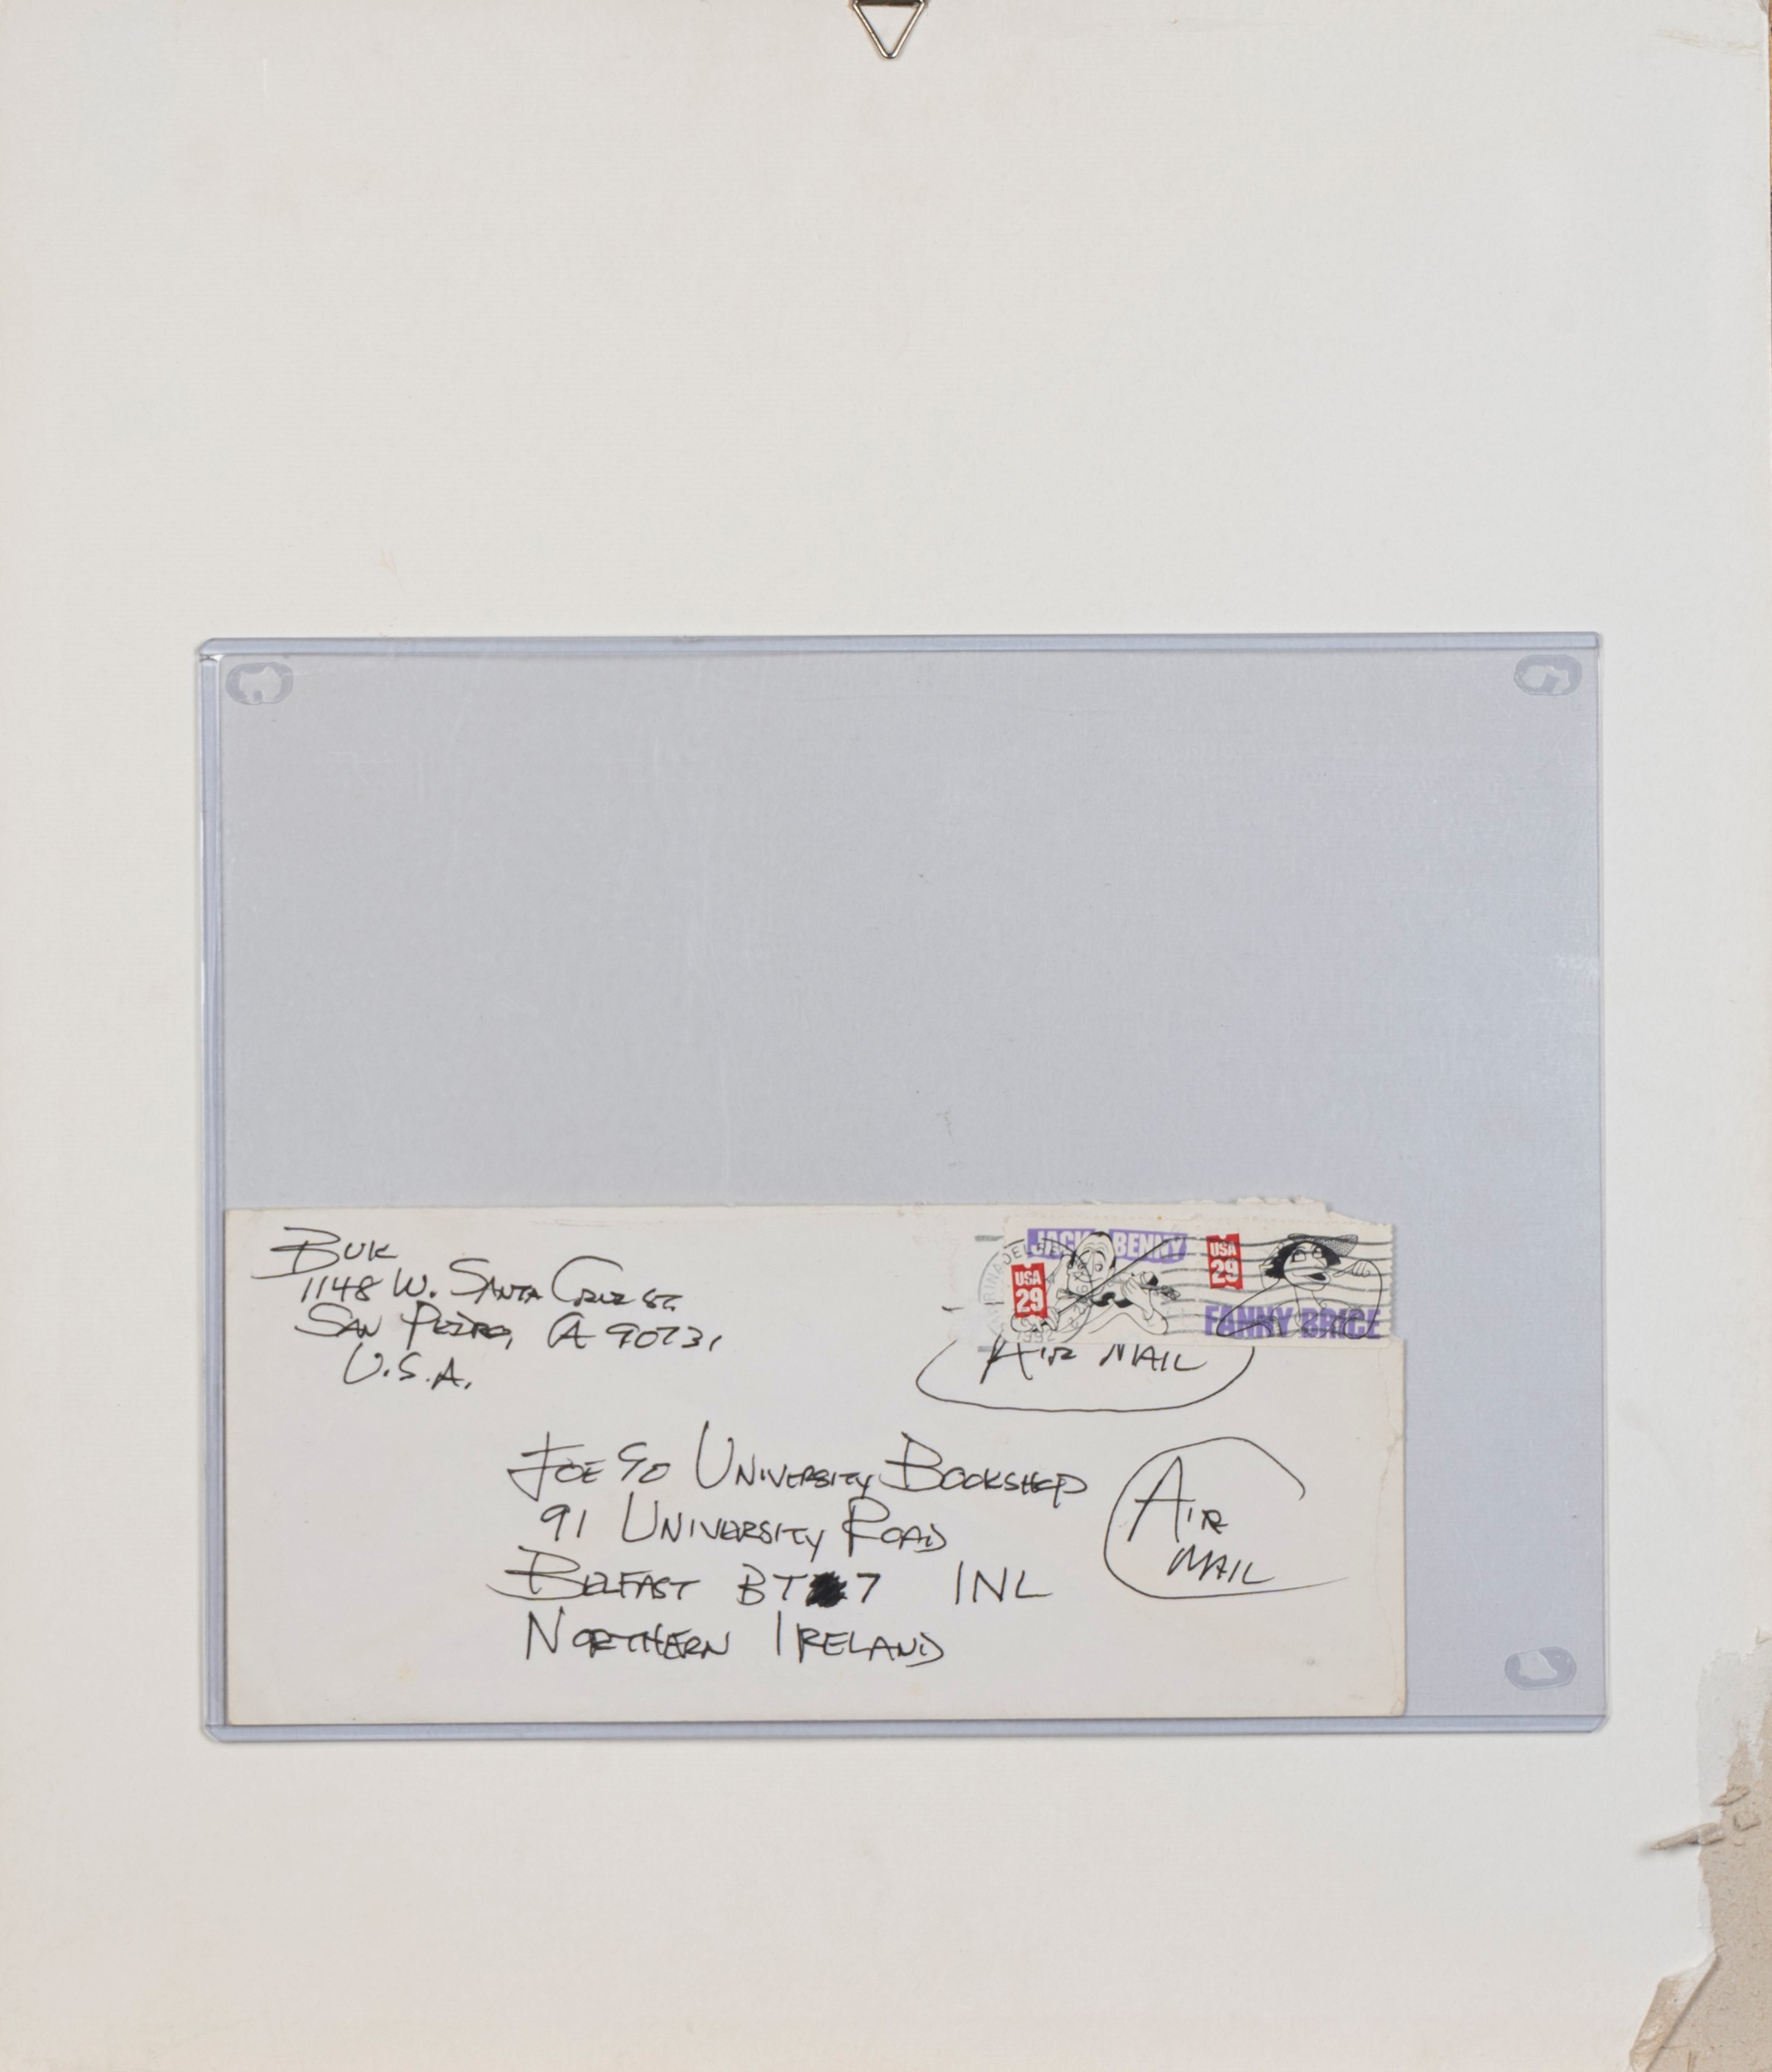 BUK
1148 W. SANTA CRUZ ST.
SAN PEDRO, CA 90731
U.S.A.
JACK BENNY
USA
29
USA
29
FANNY BRICE
1992
AIR MAIL
JOE 90 UNIVERSITY BOOKSHOP
91 UNIVERSITY ROAD
BELFAST BT 7 INL
NORTHERN IRELAND
AIR
MAIL